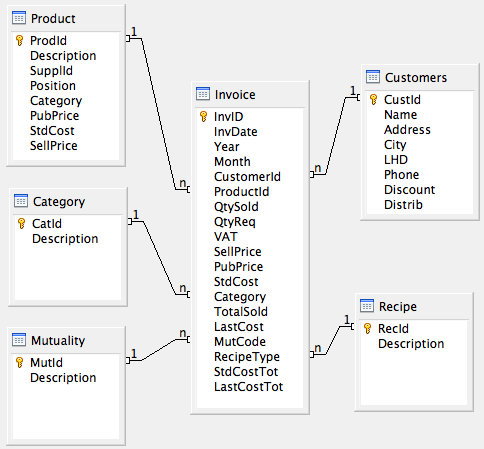 Product
ProdId
Description
SupplId
Position
Category
PubPrice
StdCost
SellPrice
1
n
Category
CatId
Description
1
n
Mutuality
MutId
Description
1
n
Invoice
InvID
InvDate
Year
Month
CustomerId
ProductId
QtySold
QtyReq
VAT
SellPrice
PubPrice
StdCost
Category
TotalSold
LastCost
MutCode
RecipeType
StdCostTot
LastCostTot
1
n
Customers
CustId
Name
Address
City
LHD
Phone
Discount
Distrib
1
n
Recipe
RecId
Description